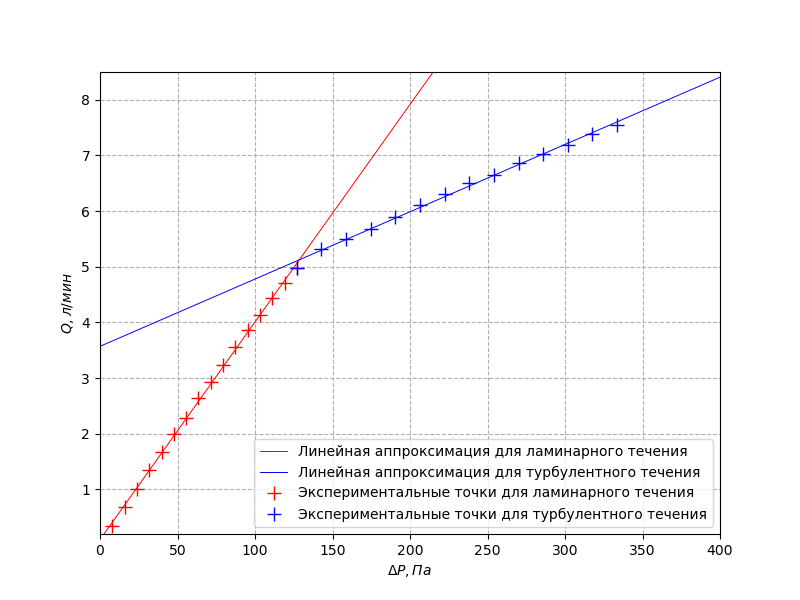 8
7
6
5
4
3
2
1
Q, л/мин
Линейная аппроксимация для ламинарного течения
Линейная аппроксимация для турбулентного течения
Экспериментальные точки для ламинарного течения
Экспериментальные точки для турбулентного течения
0 50 100 150 200 250 300 350 400
ΔP, Па